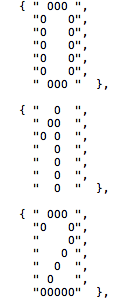 { " 000 ",
  "0   0",
  "0   0",
  "0   0",
  "0   0",
  "0   0",
  " 000 " },
{ "  0  ",
  " 00  ",
  "0 0  ",
  "  0  ",
  "  0  ",
  "  0  ",
  "  0  " },
{ " 000 ",
  "0   0",
  "    0",
  "   0 ",
  "  0  ",
  " 0   ",
  "00000" },